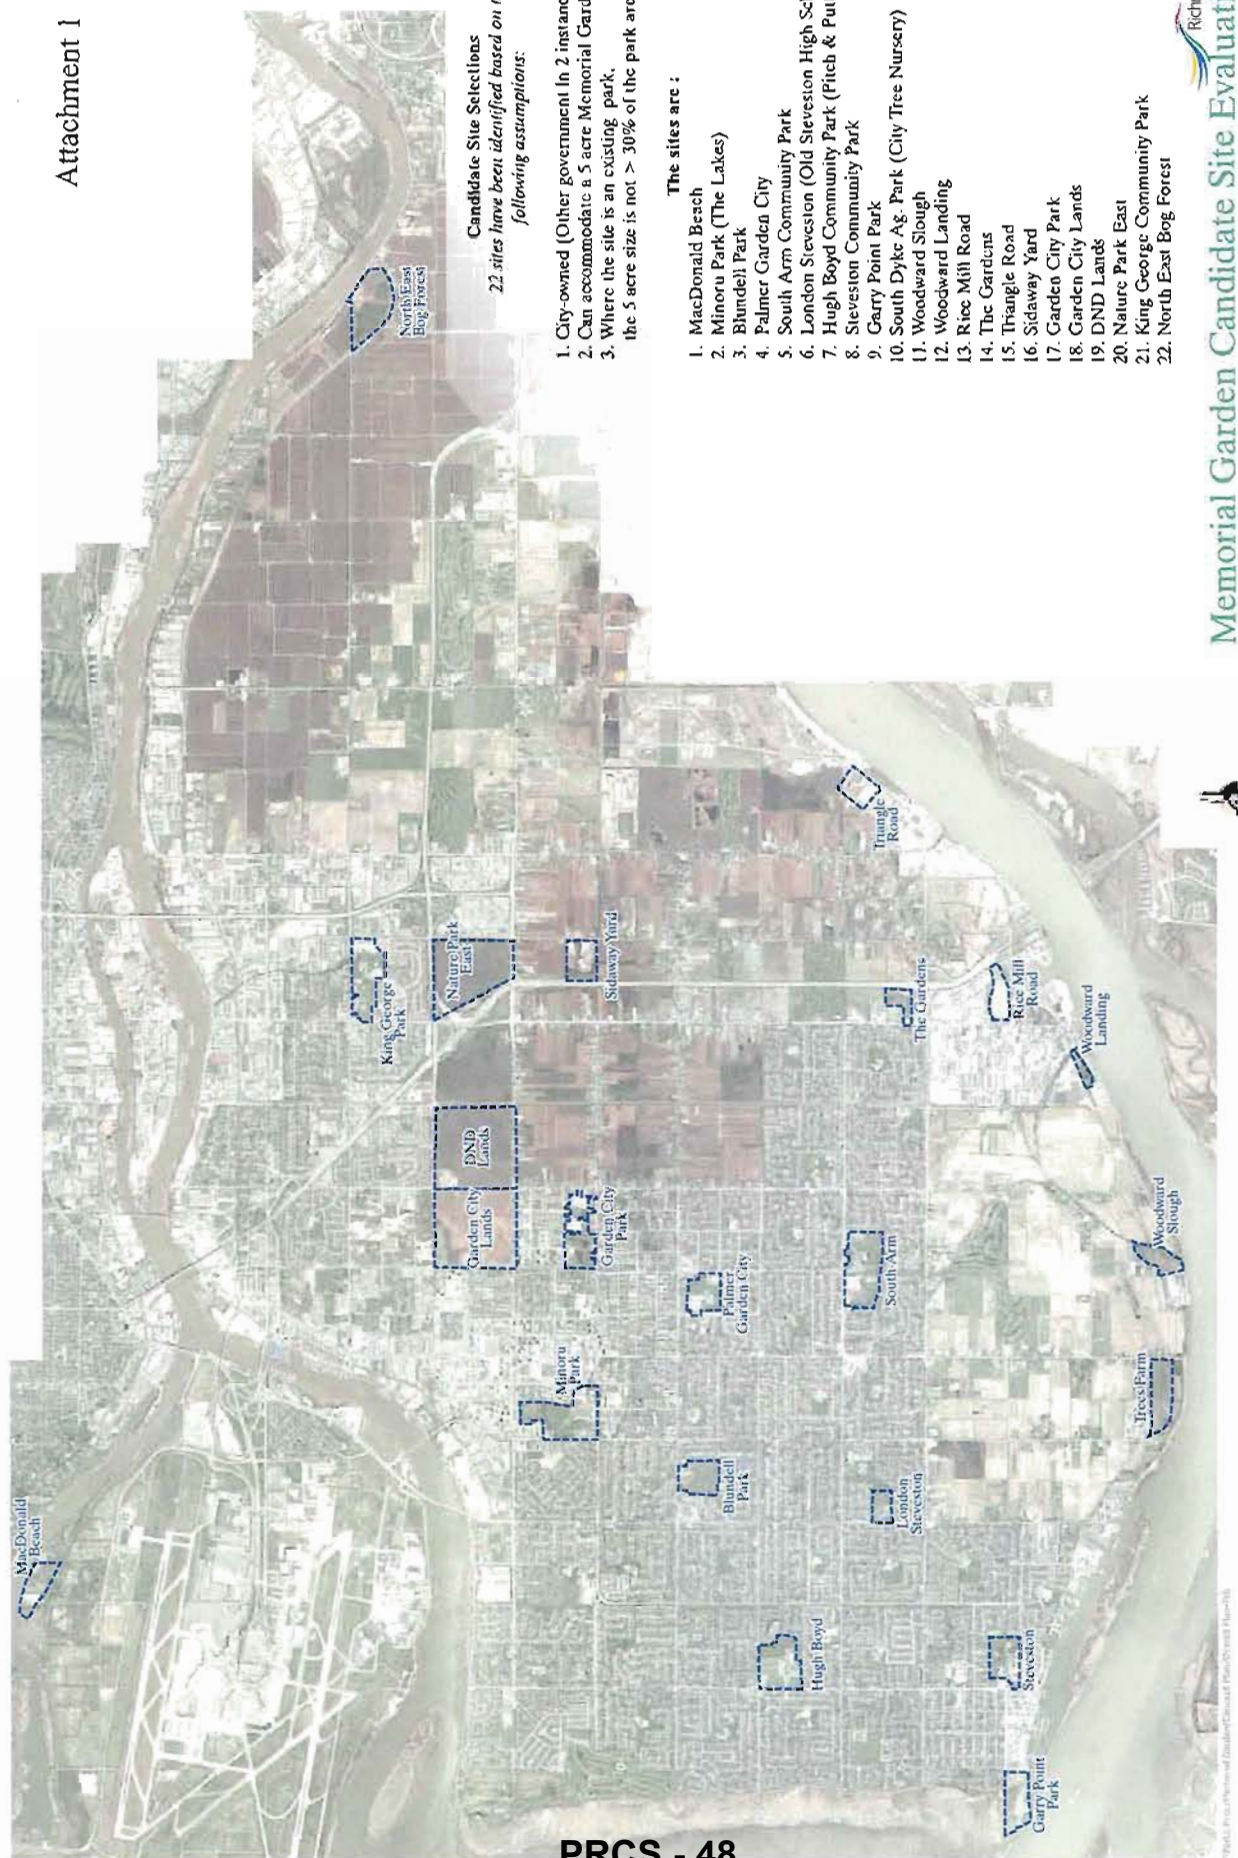 Attachment 1
Candidate Site Selections
22 sites have been identified based on
following assumptions:
1. City-owned (Other government In 2
2. Can accommodate a 5 acre Memorial
3. Where the site is an existing park,
the 5 acre size is not > 30% of the park
The sites are :
1. MacDonald Beach
2. Minoru Park (The Lakes)
3. Blundell Park
4. Palmer Garden City
5. South Arm Community Park
6. London Steveston (Old Steveston High
7. Hugh Boyd Community Park (Pitch &
8. Steveston Community Park
9. Garry Point Park
10. South Dyke Ag. Park (City Tree Nursery)
11. Woodward Slough
12. Woodward Landing
13. Rice Mill Road
14. The Gardens
15. Triangle Road
16. Sidaway Yard
17. Garden City Park
18. Garden City Lands
19. DND Lands
20. Nature Park East
21. King George Community Park
22. North East Bog Forest
Memorial Garden Candidate Site
MacDonald
Beach
North East
Bog Forest
King George
Park
Nature Park
East
DND
Lands
Garden City
Lands
Sidaway Yard
Garden City
Park
Minoru
Park
Palmer
Garden City
Blundell
Park
Hugh Boyd
Triangle
Road
South Arm
London
Steveston
The Gardens
Rice Mill
Road
Steveston
Garry Point
Park
Woodward
Landing
Woodward
Slough
Trees Farm
PRCS - 48